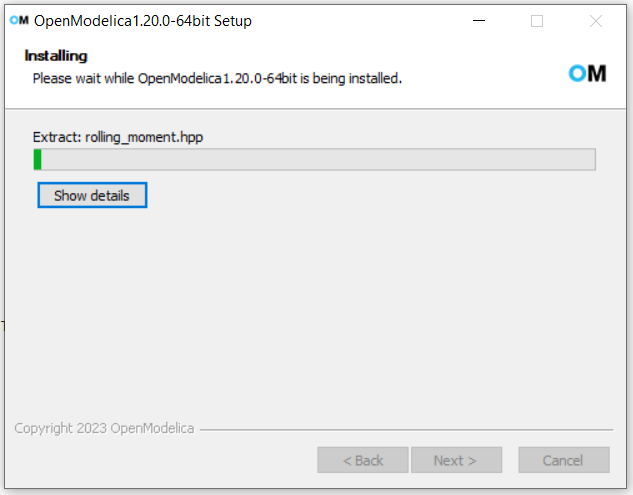 OM OpenModelica1.20.0-64bit Setup
Installing
Please wait while OpenModelica1.20.0-64bit is being installed.
OM
Extract: rolling_moment.hpp
Show details
Copyright 2023 OpenModelica
< Back Next > Cancel